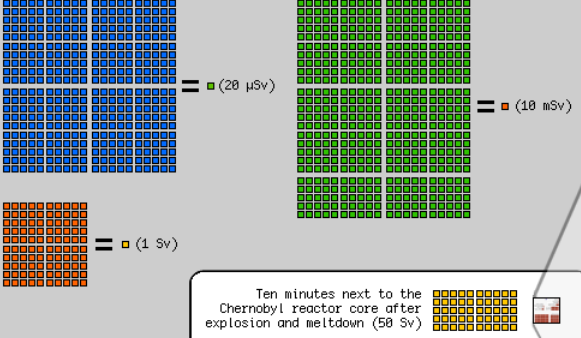 = (20 µSv)
= (10 mSv)
= (1 Sv)
Ten minutes next to the
Chernobyl reactor core after
explosion and meltdown (50 Sv)